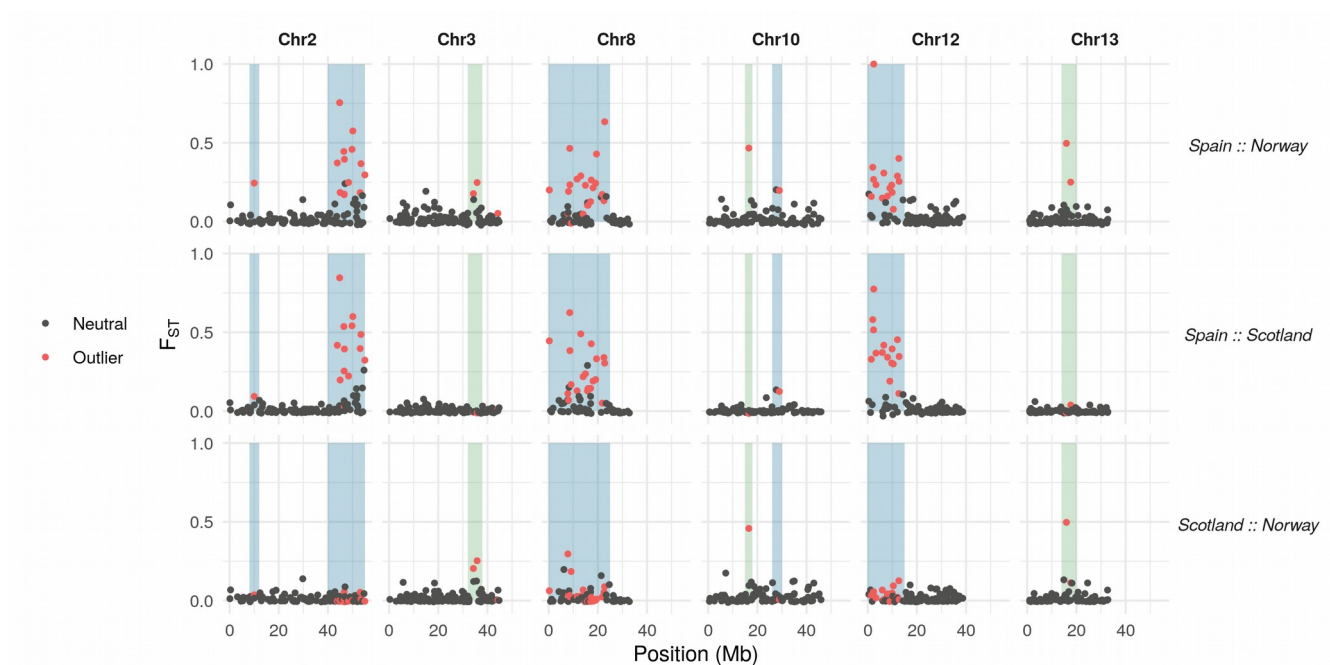 Chr2 Chr3 Chr8 Chr10 Chr12 Chr13
1.0
0.5
0.0
Spain :: Norway
1.0
0.5
0.0
Spain :: Scotland
1.0
0.5
0.0
Scotland :: Norway
Neutral
Outlier
FST
0 20 40 0 20 40 0 20 40 0 20 40 0 20 40 0 20 40
Position (Mb)